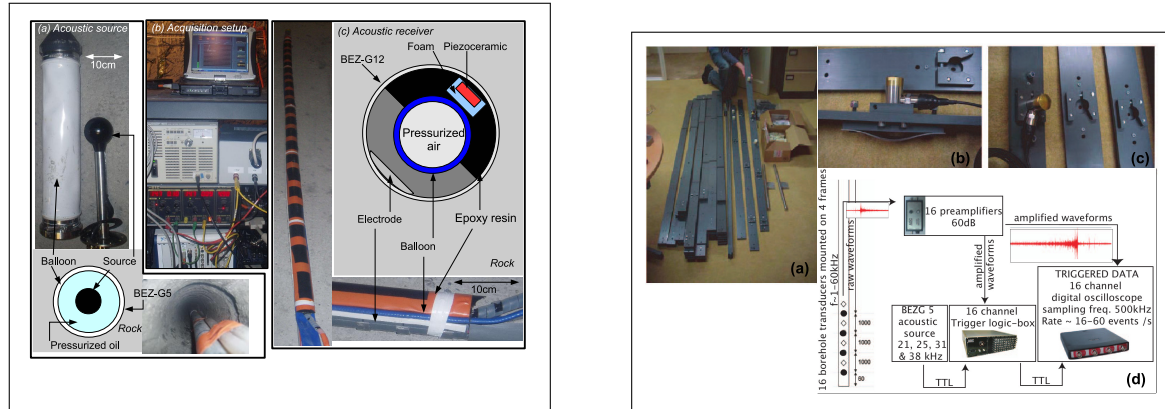 (a) Acoustic source
10cm
Balloon
Source
BEZ-G5
Rock
Pressurized oil
(b) Acquisition setup
(c) Acoustic receiver
Foam
Piezoceramic
BEZ-G12
Pressurized
air
Electrode
Epoxy resin
Balloon
Rock
10cm
(a)
(b)
(c)
16 borehole transducers mounted on 4 frames
f~1-60kHz
raw waveforms
16 preamplifiers
60dB
amplified waveforms
amplified
waveforms
TRIGGERED DATA
16 channel
digital oscilloscope
sampling freq. 500kHz
Rate ~ 16-60 events /s
BEZG 5
acoustic
source
21, 25, 31
& 38 kHz
16 channel
Trigger logic-box
1000
1000
1000
60
TTL
TTL
(d)